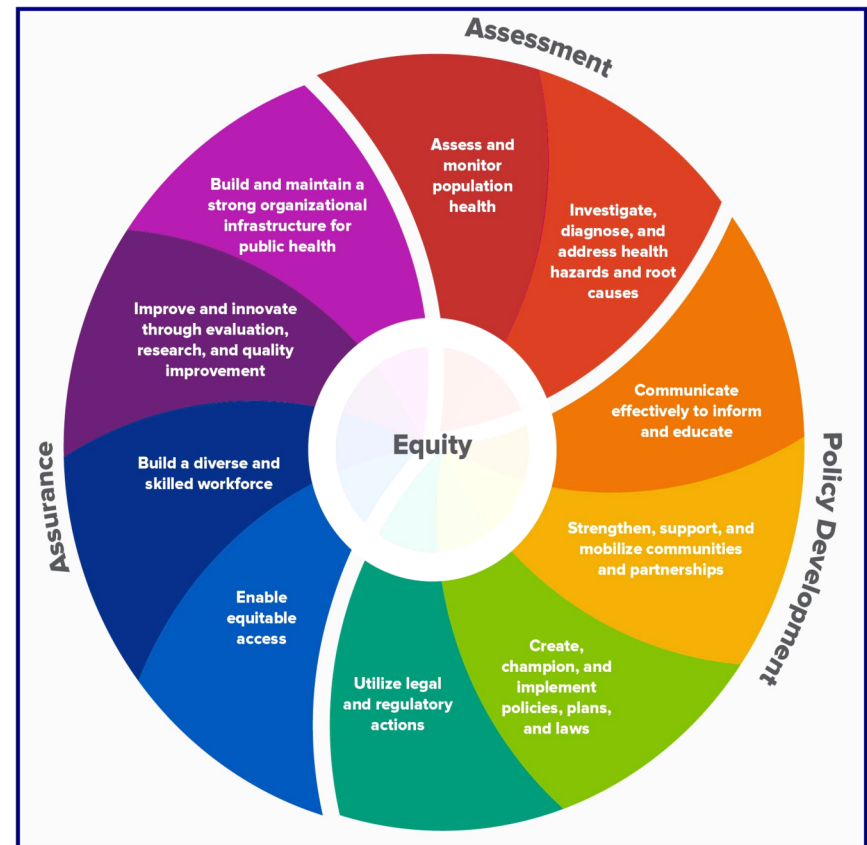 Assessment
Assess and
monitor
population
health
Investigate,
diagnose, and
address health
hazards and root
causes
Policy Development
Communicate
effectively to inform
and educate
Strengthen, support, and
mobilize communities
and partnerships
Create,
champion, and
implement
policies, plans,
and laws
Utilize legal
and regulatory
actions
Assurance
Enable
equitable
access
Build a diverse and
skilled workforce
Improve and innovate
through evaluation,
research, and quality
improvement
Build and maintain a
strong organizational
infrastructure for
public health
Equity